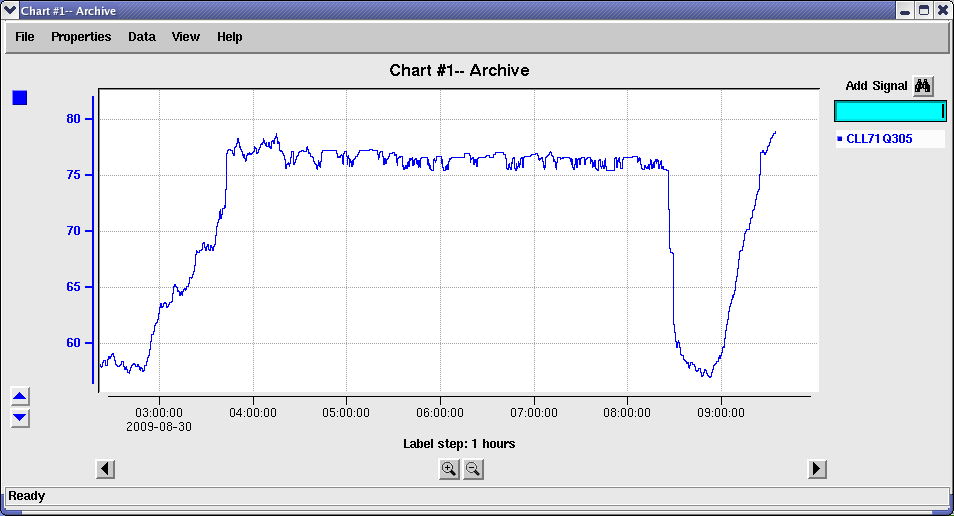 Chart #1-- Archive
File Properties Data View Help
Chart #1-- Archive
Add Signal
CLL71Q305
80
75
70
65
60
03:00:00 04:00:00 05:00:00 06:00:00 07:00:00 08:00:00 09:00:00
2009-08-30
Label step: 1 hours
Ready